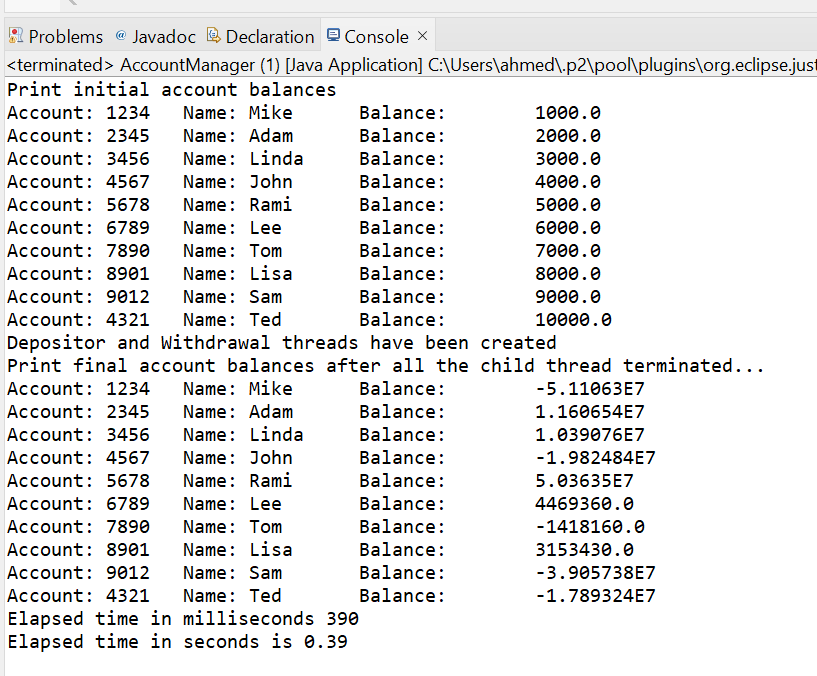 Problems @ Javadoc Declaration Console
<terminated> AccountManager (1) [Java Application] C:\Users\ahmed\.p2\pool\plugins\org.eclipse.just
Print initial account balances
Account: 1234 Name: Mike Balance: 1000.0
Account: 2345 Name: Adam Balance: 2000.0
Account: 3456 Name: Linda Balance: 3000.0
Account: 4567 Name: John Balance: 4000.0
Account: 5678 Name: Rami Balance: 5000.0
Account: 6789 Name: Lee Balance: 6000.0
Account: 7890 Name: Tom Balance: 7000.0
Account: 8901 Name: Lisa Balance: 8000.0
Account: 9012 Name: Sam Balance: 9000.0
Account: 4321 Name: Ted Balance: 10000.0
Depositor and Withdrawal threads have been created
Print final account balances after all the child thread terminated...
Account: 1234 Name: Mike Balance: -5.11063E7
Account: 2345 Name: Adam Balance: 1.160654E7
Account: 3456 Name: Linda Balance: 1.039076E7
Account: 4567 Name: John Balance: -1.982484E7
Account: 5678 Name: Rami Balance: 5.03635E7
Account: 6789 Name: Lee Balance: 4469360.0
Account: 7890 Name: Tom Balance: -1418160.0
Account: 8901 Name: Lisa Balance: 3153430.0
Account: 9012 Name: Sam Balance: -3.905738E7
Account: 4321 Name: Ted Balance: -1.789324E7
Elapsed time in milliseconds 390
Elapsed time in seconds is 0.39